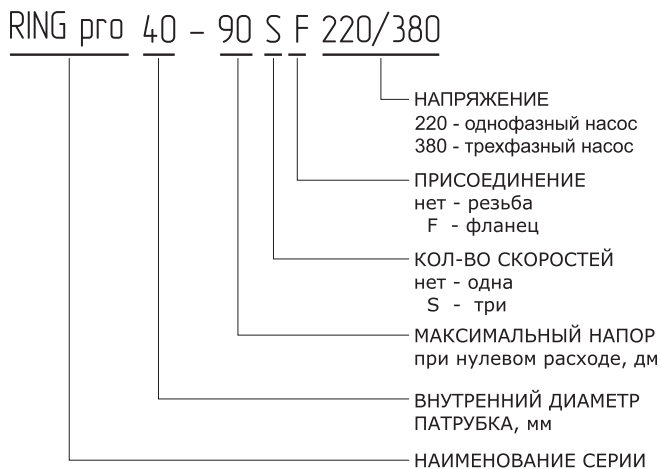 RING pro 40 - 90 S F 220/380
НАПРЯЖЕНИЕ
220 - однофазный насос
380 - трехфазный насос
ПРИСОЕДИНЕНИЕ
нет - резьба
F - фланец
КОЛ-ВО СКОРОСТЕЙ
нет - одна
S - три
МАКСИМАЛЬНЫЙ НАПОР
при нулевом расходе, дм
ВНУТРЕННИЙ ДИАМЕТР
ПАТРУБКА, мм
НАИМЕНОВАНИЕ СЕРИИ